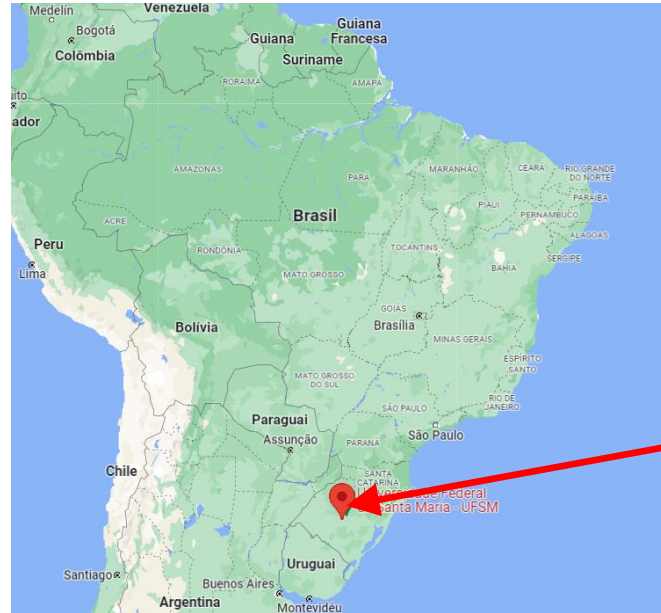 Medelín
Venezuela
Bogotá
Colômbia
Guiana
Guiana
Francesa
Suriname
RORAIMA
AMAPÁ
uito
ador
AMAZONAS
PARÁ
MARANHÃO
CEARÁ
RIO GRANDE
DO NORTE
PARAÍBA
PIAUÍ
PERNAMBUCO
ACRE
Brasil
ALAGOAS
SERGIPE
Peru
Lima
RONDÔNIA
TOCANTINS
BAHIA
MATO GROSSO
GOIÁS
Brasília
Bolívia
MINAS GERAIS
ESPÍRITO
SANTO
MATO GROSSO
DO SUL
SÃO PAULO
RIO DE
JANEIRO
Paraguai
Assunção
PARANÁ
São Paulo
Chile
SANTA
CATARINA
Universidade Federal
Santa Maria - UFSM
Uruguai
Santiago
Buenos Aires
Argentina
Montevidéu